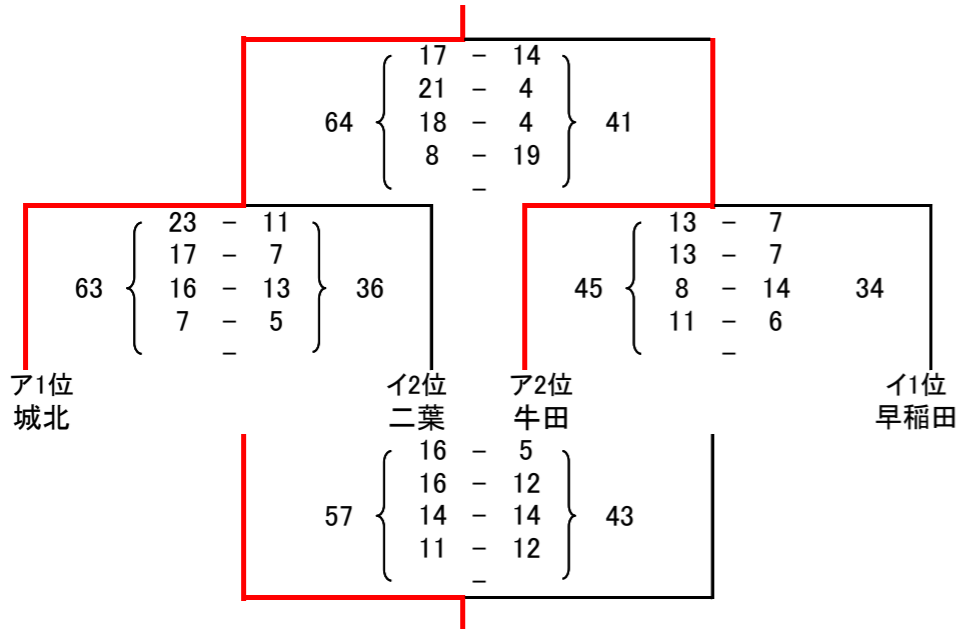 17 - 14
21 - 4
64 { 18 - 4 } 41
8 - 19
-
23 - 11
17 - 7
63 { 16 - 13 } 36
7 - 5
-
13 - 7
13 - 7
45 { 8 - 14 34
11 - 6
-
ア1位 イ2位 ア2位 イ1位
城北 二葉 牛田 早稲田
16 - 5
16 - 12
57 { 14 - 14 } 43
11 - 12
-